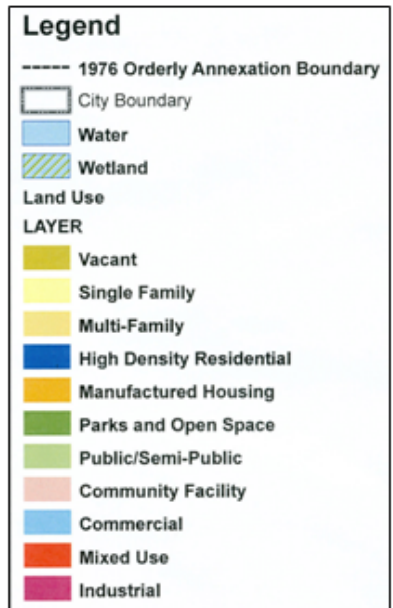 Legend
1976 Orderly Annexation Boundary
City Boundary
Water
Wetland
Land Use
LAYER
Vacant
Single Family
Multi-Family
High Density Residential
Manufactured Housing
Parks and Open Space
Public/Semi-Public
Community Facility
Commercial
Mixed Use
Industrial